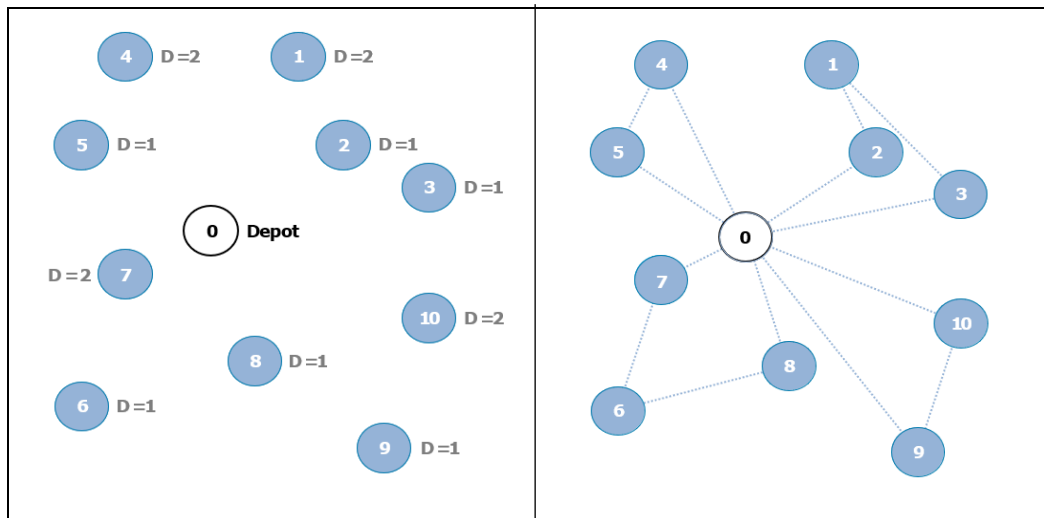 4 D=2
1 D=2
5 D=1
2 D=1
3 D=1
0 Depot
D=2 7
10 D=2
8 D=1
6 D=1
9 D=1
4
1
5
2
3
0
7
10
8
6
9